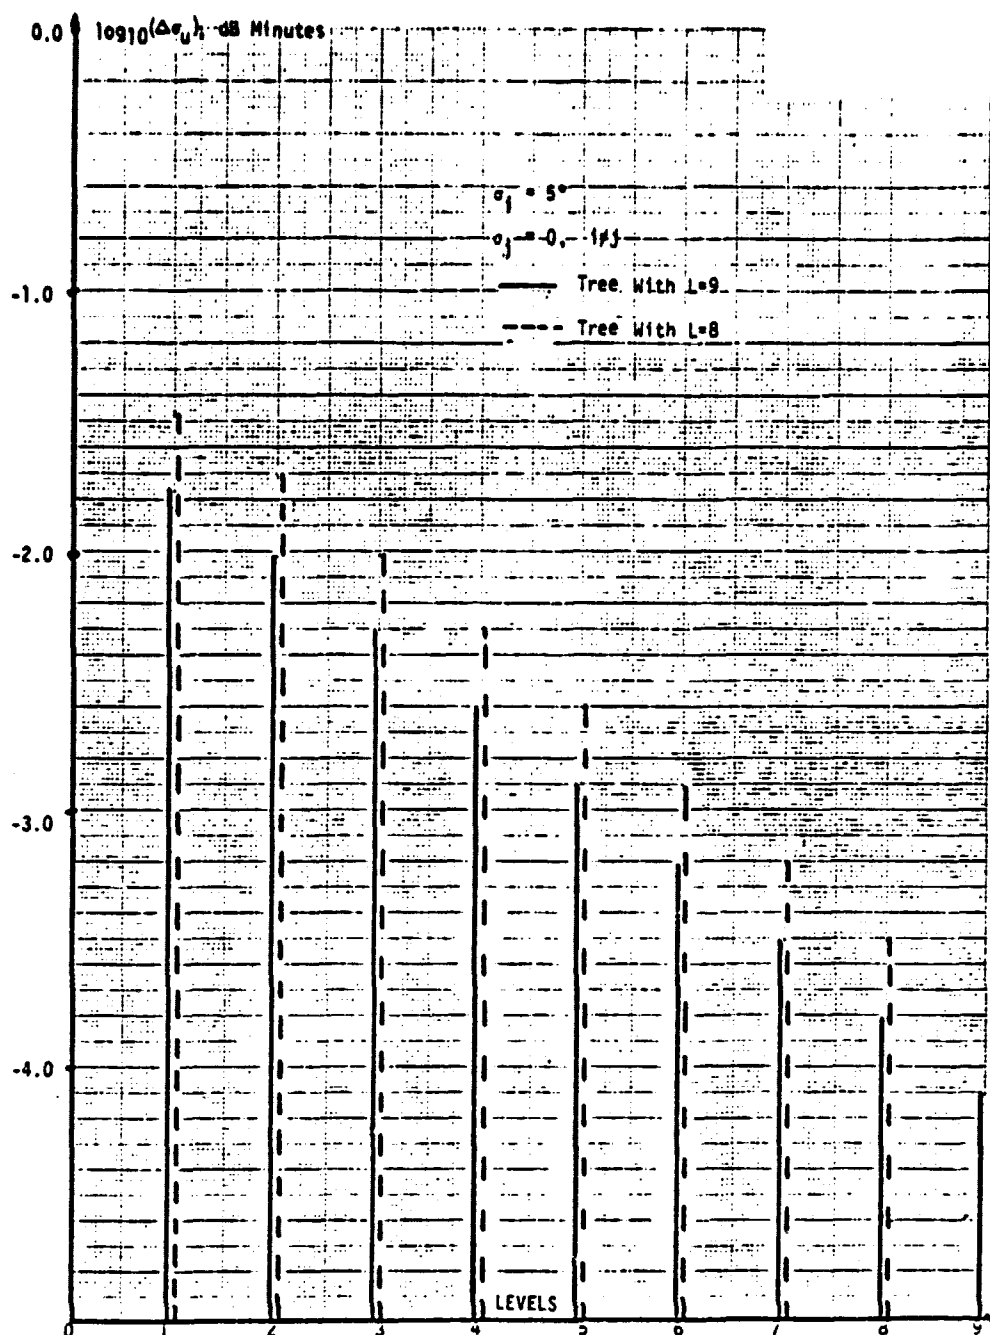 0.0 log10(Δσu), dB Minutes
σi = 5°
σj = 0, i≠j
-1.0
Tree With L=9
Tree With L=8
-2.0
-3.0
-4.0
LEVELS
0 1 2 3 4 5 6 7 8 9